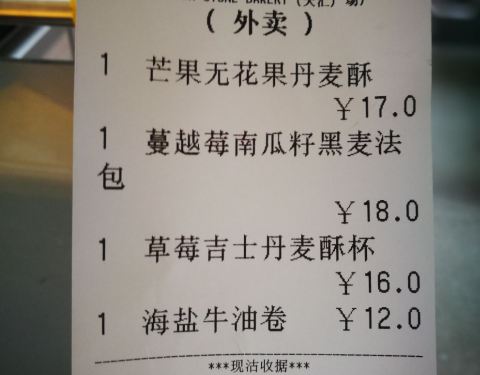 BAKERY
(外卖)
1 芒果无花果丹麦酥
￥17.0
1 蔓越莓南瓜籽黑麦法
包
￥18.0
1 草莓吉士丹麦酥杯
￥16.0
1 海盐牛油卷 ￥12.0
***现沽收据***